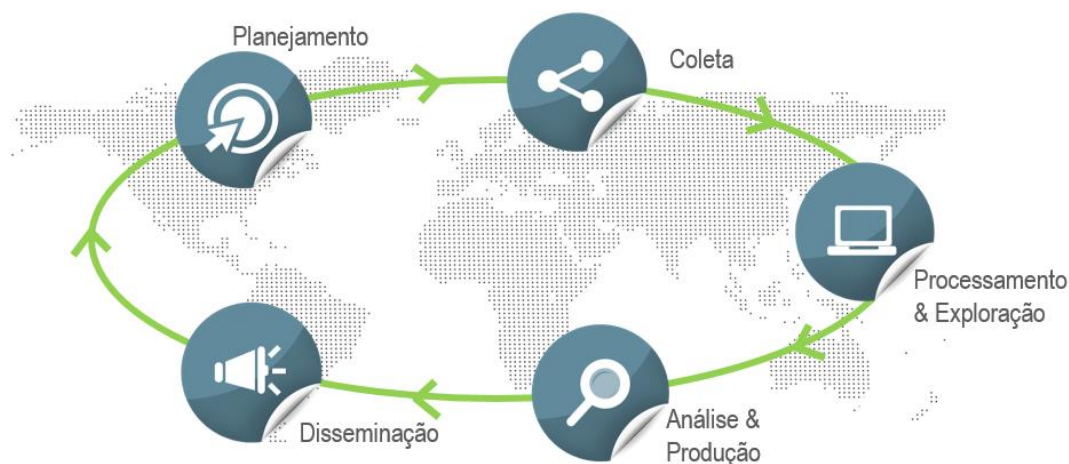 Planejamento
Coleta
Processamento
& Exploração
Análise &
Produção
Disseminação